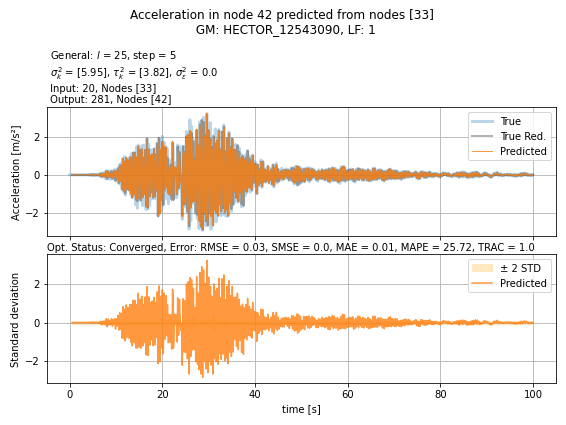 Acceleration in node 42 predicted from nodes [33]
GM: HECTOR_12543090, LF: 1
General: l = 25, step = 5
σ²ₖ = [5.95], τ²ₖ = [3.82], σ²ₑ = 0.0
Input: 20, Nodes [33]
Output: 281, Nodes [42]
Acceleration [m/s²]
2
0
−2
True
True Red.
Predicted
Opt. Status: Converged, Error: RMSE = 0.03, SMSE = 0.0, MAE = 0.01, MAPE = 25.72, TRAC = 1.0
Standard deviation
2
0
−2
± 2 STD
Predicted
0 20 40 60 80 100
time [s]